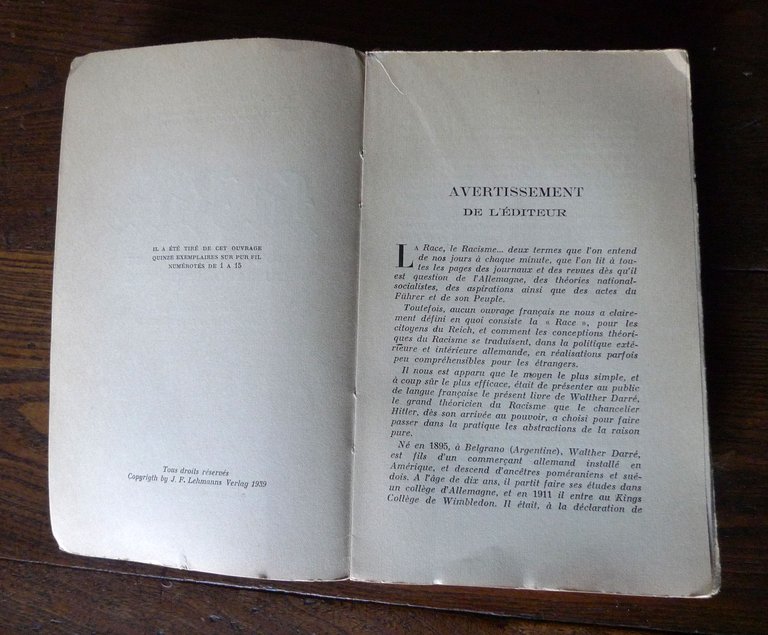 IL A ÉTÉ TIRÉ DE CET OUVRAGE
QUINZE EXEMPLAIRES SUR PUR FIL
NUMÉROTÉS DE 1 A 15
Tous droits réservés
Copyrigth by J. F. Lehmanns Verlag 1939
AVERTISSEMENT
DE L'ÉDITEUR
LA Race, le Racisme... deux termes que l'on entend
de nos jours à chaque minute, que l'on lit à tou-
tes les pages des journaux et des revues dès qu'il
est question de l'Allemagne, des théories national-
socialistes, des aspirations ainsi que des actes du
Führer et de son Peuple.
Toutefois, aucun ouvrage français ne nous a claire-
ment défini en quoi consiste la « Race », pour les
citoyens du Reich, et comment les conceptions théori-
ques du Racisme se traduisent, dans la politique exté-
rieure et intérieure allemande, en réalisations parfois
peu compréhensibles pour les étrangers.
Il nous est apparu que le moyen le plus simple, et
à coup sûr le plus efficace, était de présenter au public
de langue française le présent livre de Walther Darré,
le grand théoricien du Racisme que le chancelier
Hitler, dès son arrivée au pouvoir, a choisi pour faire
passer dans la pratique les abstractions de la raison
pure.
Né en 1895, à Belgrano (Argentine), Walther Darré,
est fils d'un commerçant allemand installé en
Amérique, et descend d'ancêtres poméraniens et sué-
dois. A l'âge de dix ans, il partit faire ses études dans
un collège d'Allemagne, et en 1911 il entre au Kings
Collège de Wimbledon. Il était, à la déclaration de